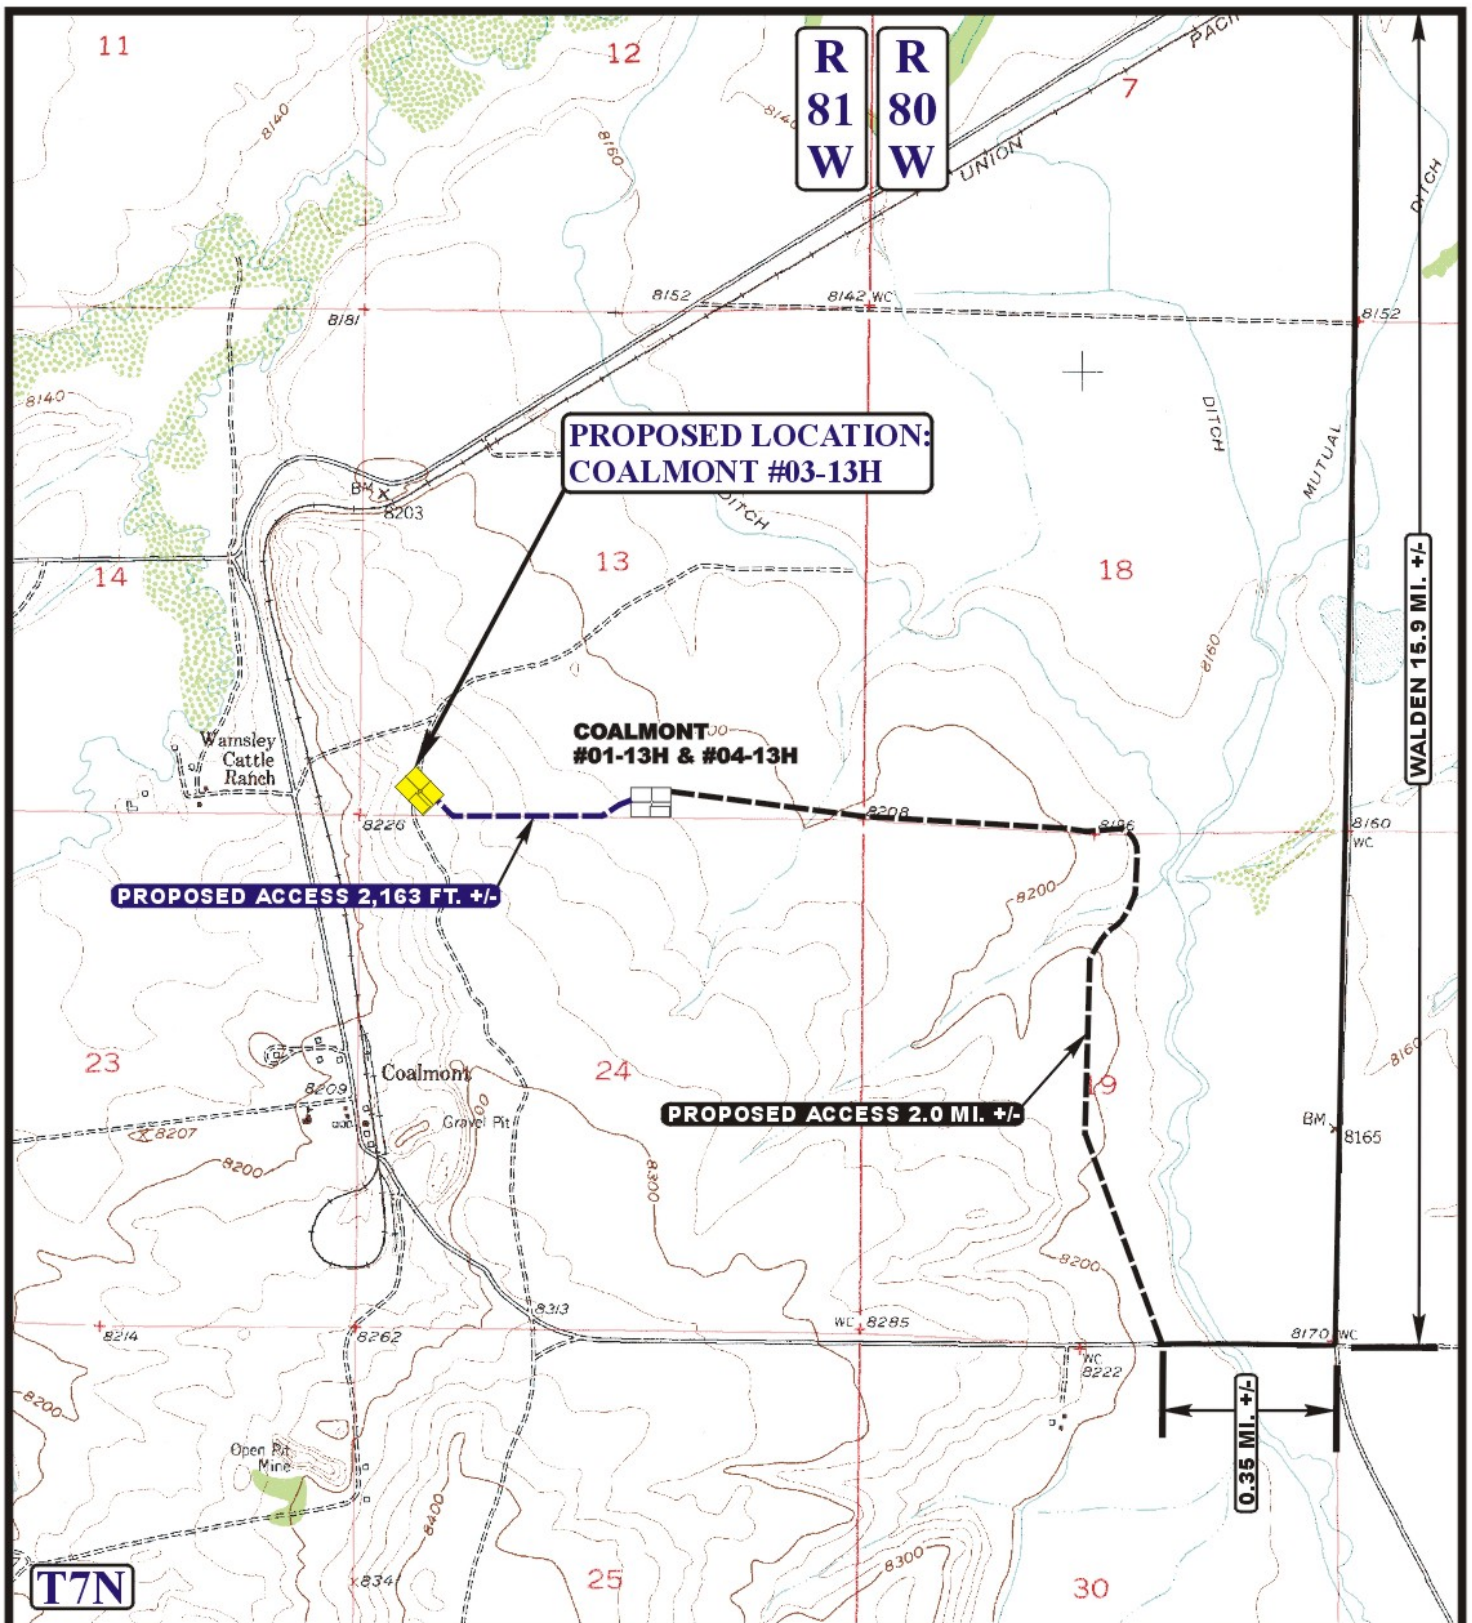 11
12
R
81
W
R
80
W
7
UNION
DITCH
8140
8160
8152
8142 WC
8181
8152
8140
PROPOSED LOCATION:
COALMONT #03-13H
DITCH
DITCH
MUTUAL
BM
8203
14
13
18
WALDEN 15.9 MI. +/-
8160
Wamsley
Cattle
Ranch
COALMONT
#01-13H & #04-13H
8226
8208
8186
8160
WC
PROPOSED ACCESS 2,163 FT. +/-
8200
23
Coalmont
24
19
8160
8209
Gravel Pit
PROPOSED ACCESS 2.0 MI. +/-
8207
8200
8300
BM
8165
8200
8214
8262
8313
WC 8285
8170 WC
WC
8222
8200
0.35 MI. +/-
Open Pit
Mine
8400
8300
T7N
25
30